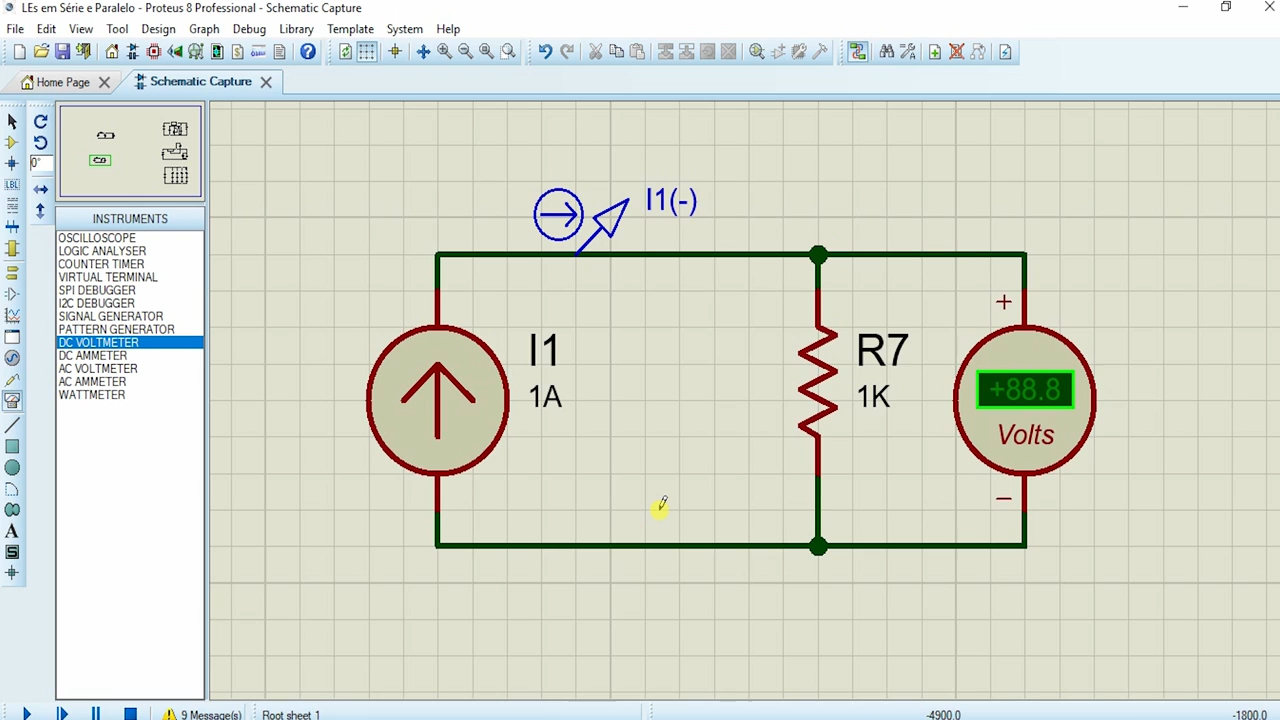 LEs em Série e Paralelo - Proteus 8 Professional - Schematic Capture
File Edit View Tool Design Graph Debug Library Template System Help
Home Page Schematic Capture
LBL
0°
INSTRUMENTS
OSCILLOSCOPE
LOGIC ANALYSER
COUNTER TIMER
VIRTUAL TERMINAL
SPI DEBUGGER
I2C DEBUGGER
SIGNAL GENERATOR
PATTERN GENERATOR
DC VOLTMETER
DC AMMETER
AC VOLTMETER
AC AMMETER
WATTMETER
A
S
I1(-)
I1
1A
R7
1K
+
+88.8
Volts
−
9 Message(s) Root sheet 1 -4900.0 -1800.0